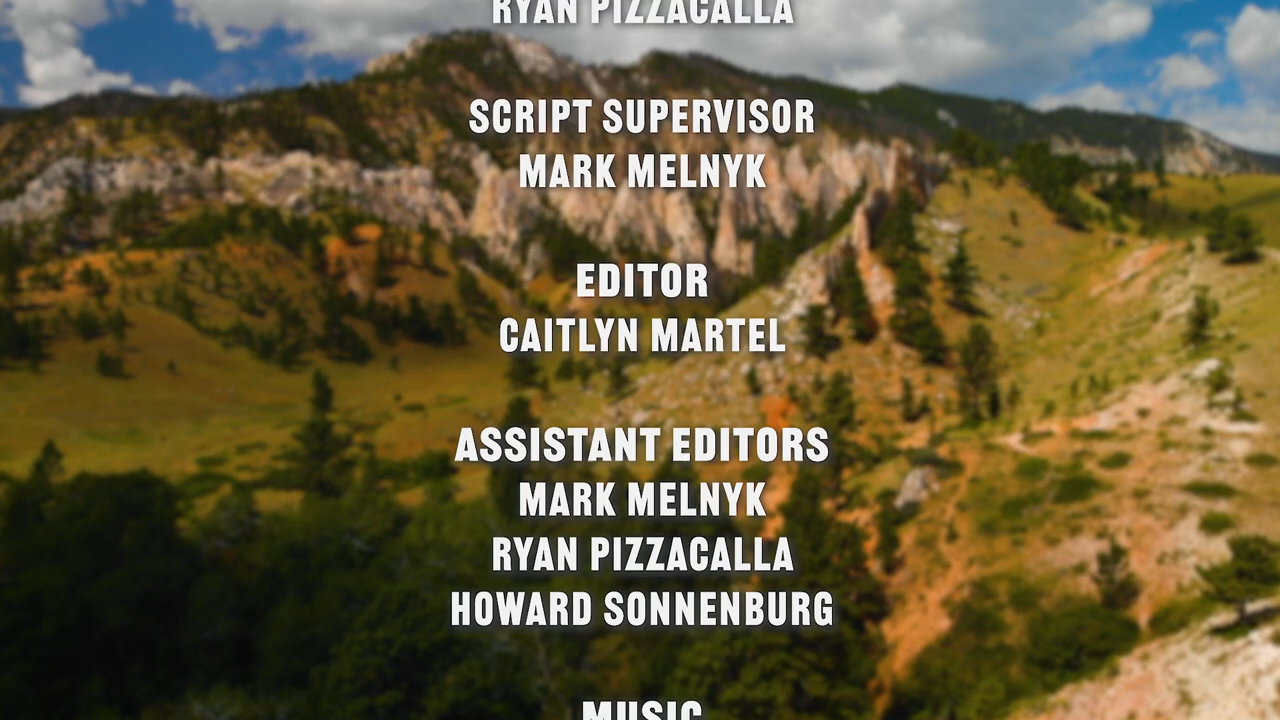 RYAN PIZZACALLA
SCRIPT SUPERVISOR
MARK MELNYK
EDITOR
CAITLYN MARTEL
ASSISTANT EDITORS
MARK MELNYK
RYAN PIZZACALLA
HOWARD SONNENBURG
MUSIC